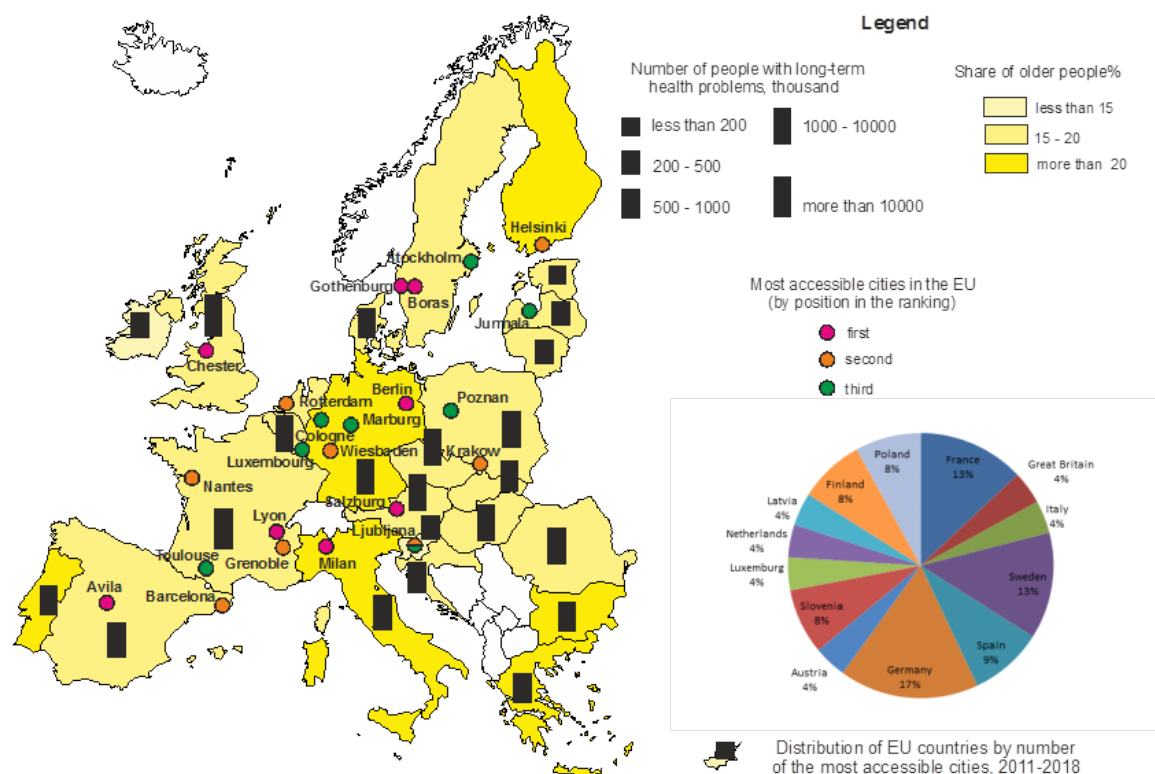 Legend
Number of people with long-term
health problems, thousand
less than 200
200 - 500
500 - 1000
1000 - 10000
more than 10000
Share of older people%
less than 15
15 - 20
more than 20
Most accessible cities in the EU
(by position in the ranking)
first
second
third
Helsinki
Stockholm
Gothenburg
Boras
Jurmala
Chester
Berlin
Rotterdam
Poznan
Marburg
Cologne
Luxembourg
Wiesbaden
Krakow
Nantes
Salzburg
Lyon
Ljubljana
Toulouse
Grenoble
Milan
Avila
Barcelona
Poland
8%
France
13%
Great Britain
4%
Italy
4%
Sweden
13%
Spain
9%
Germany
17%
Austria
4%
Slovenia
8%
Luxemburg
4%
Netherlands
4%
Latvia
4%
Finland
8%
Distribution of EU countries by number
of the most accessible cities, 2011-2018